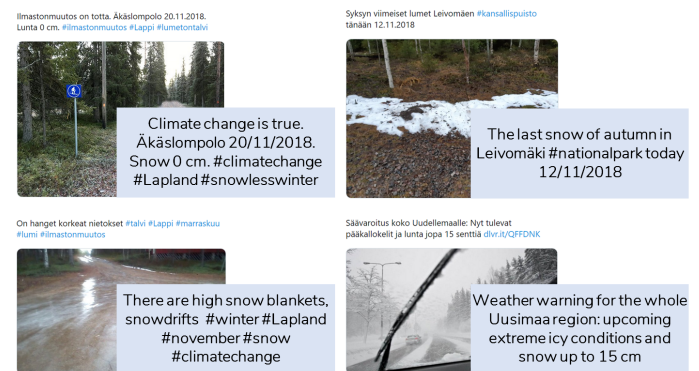 Ilmastonmuutos on totta. Äkäslompolo 20.11.2018.
Lunta 0 cm. #ilmastonmuutos #Lappi #lumetontalvi
Climate change is true.
Äkäslompolo 20/11/2018.
Snow 0 cm. #climatechange
#Lapland #snowlesswinter
Syksyn viimeiset lumet Leivomäen #kansallispuisto
tänään 12.11.2018
The last snow of autumn in
Leivomäki #nationalpark today
12/11/2018
On hanget korkeat nietokset #talvi #Lappi #marraskuu
#lumi #ilmastonmuutos
There are high snow blankets,
snowdrifts #winter #Lapland
#november #snow
#climatechange
Säävaroitus koko Uudellemaalle: Nyt tulevat
pääkallokelit ja lunta jopa 15 senttiä dlvr.it/QFFDNK
Weather warning for the whole
Uusimaa region: upcoming
extreme icy conditions and
snow up to 15 cm